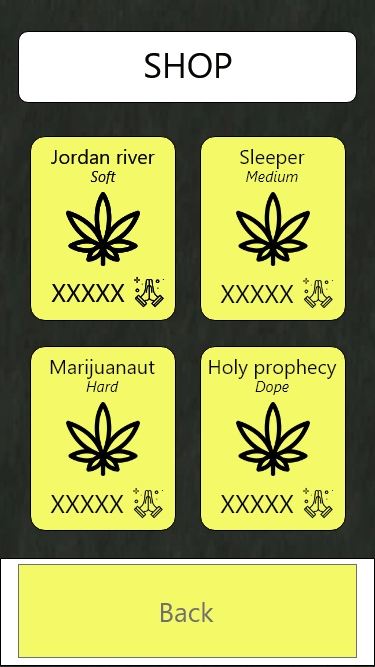 SHOP
Jordan river
Soft
XXXXX
Sleeper
Medium
XXXXX
Marijuanaut
Hard
XXXXX
Holy prophecy
Dope
XXXXX
Back